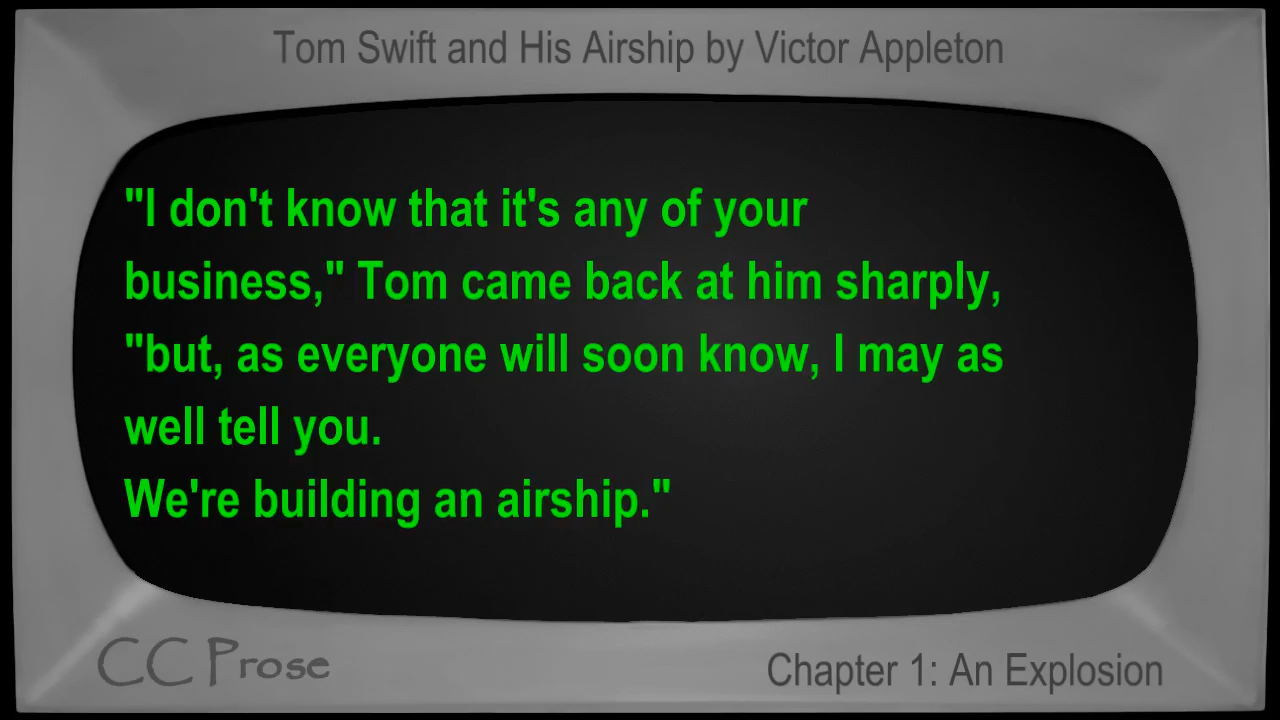 Tom Swift and His Airship by Victor Appleton
"I don't know that it's any of your
business," Tom came back at him sharply,
"but, as everyone will soon know, I may as
well tell you.
We're building an airship."
CC Prose
Chapter 1: An Explosion